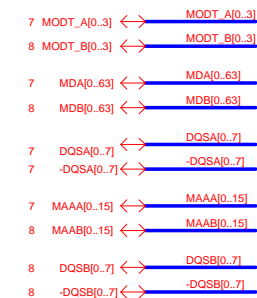 7 MODT_A[0..3] MODT_A[0..3]
8 MODT_B[0..3] MODT_B[0..3]
7 MDA[0..63] MDA[0..63]
8 MDB[0..63] MDB[0..63]
7 DQSA[0..7] DQSA[0..7]
7 -DQSA[0..7] -DQSA[0..7]
7 MAAA[0..15] MAAA[0..15]
8 MAAB[0..15] MAAB[0..15]
8 DQSB[0..7] DQSB[0..7]
8 -DQSB[0..7] -DQSB[0..7]